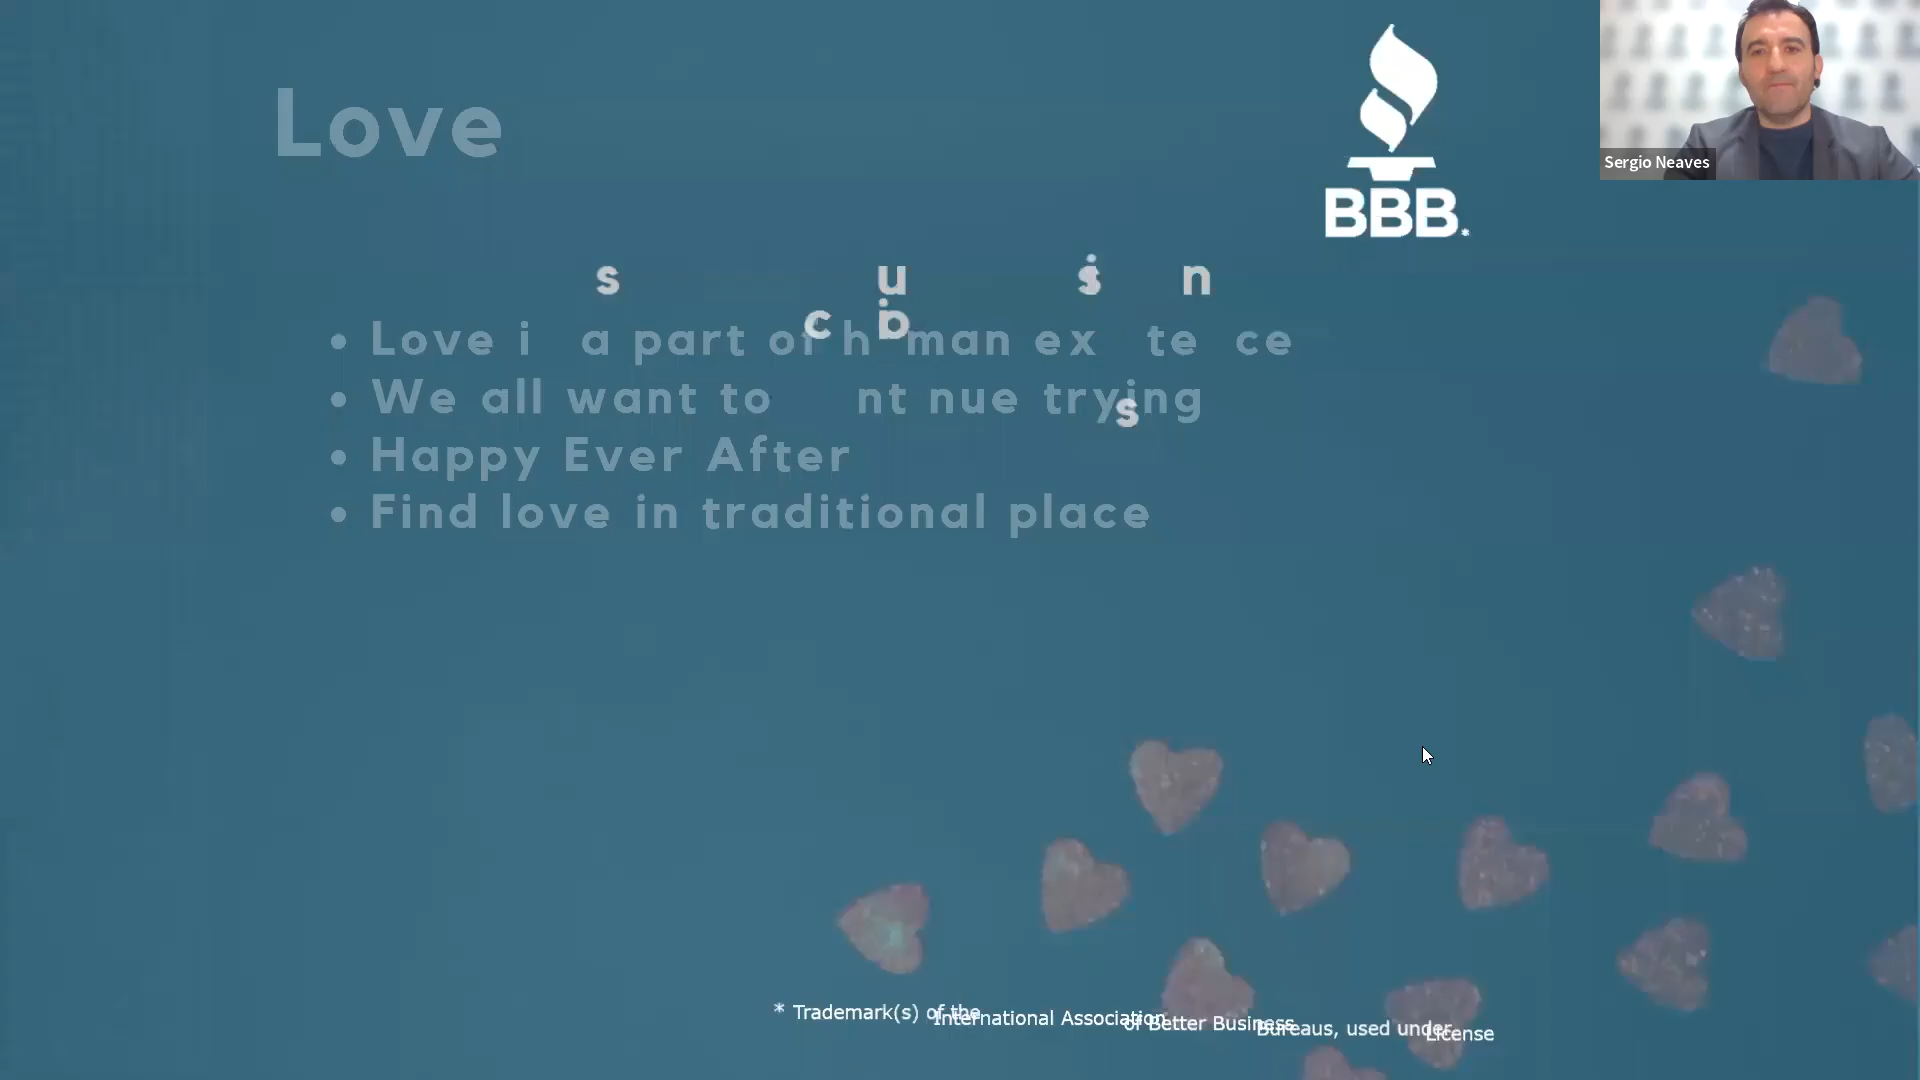 Sergio Neaves
Love
BBB.*
s u s i n
c o i
Love i a part of h man ex te ce
We all want to nt nue trying
s
Happy Ever After
Find love in traditional place
* Trademark(s) of the International Association of Better Business Bureaus, used under License